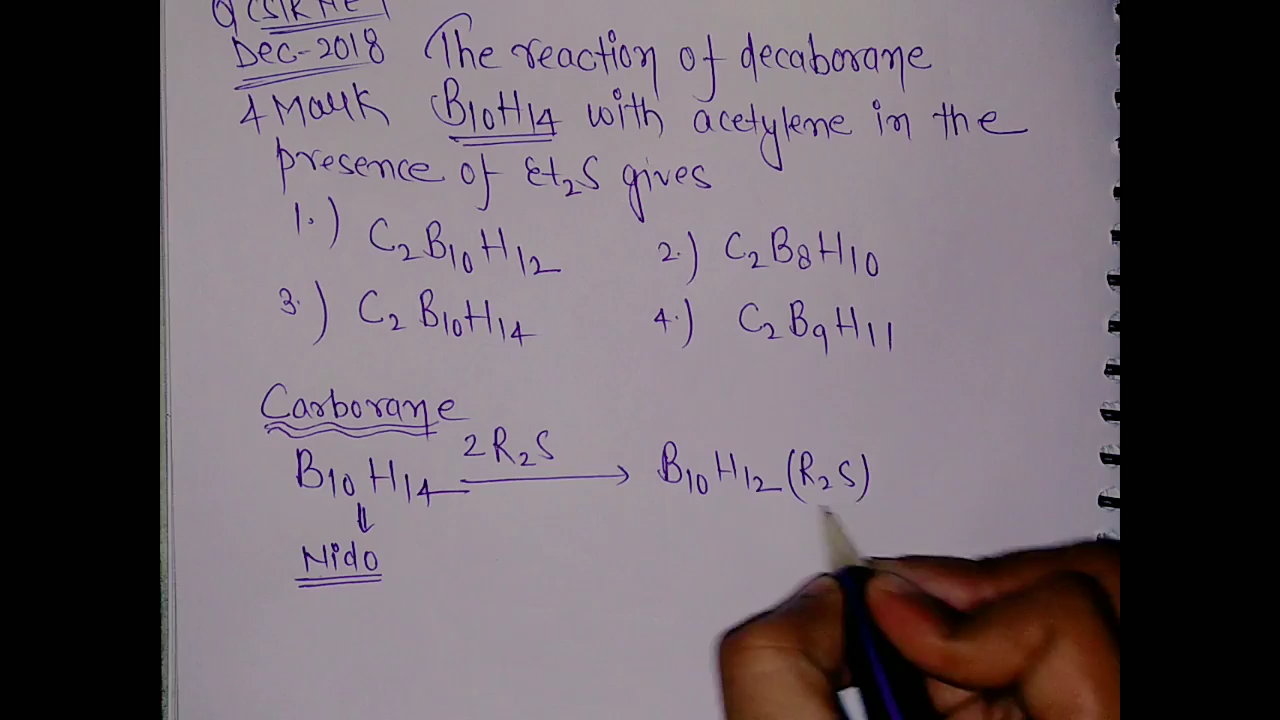 Dec-2018 The reaction of decaborane
4 Mark B10H14 with acetylene in the
presence of Et2S gives
1.) C2B10H12 2.) C2B8H10
3.) C2B10H14 4.) C2B9H11
Carborane
2R2S
B10H14 → B10H12(R2S)
⇓
Nido